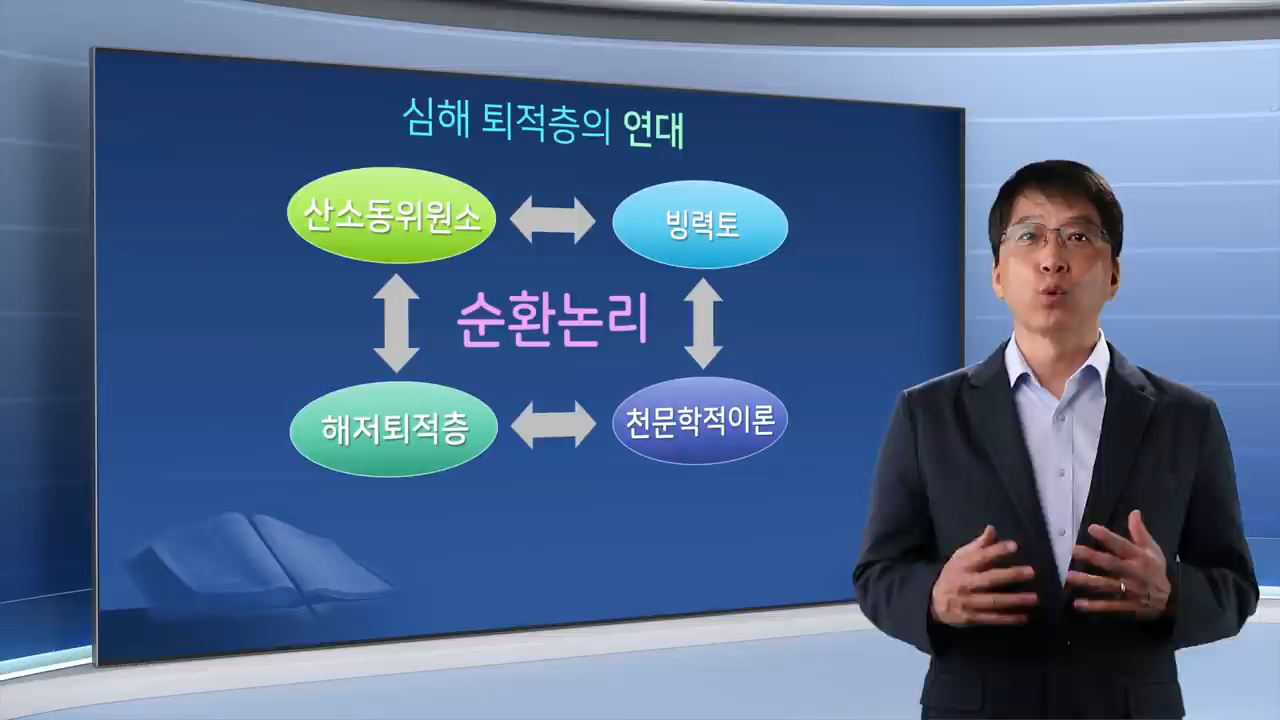 심해 퇴적층의 연대
산소동위원소
빙력토
순환논리
해저퇴적층
천문학적이론